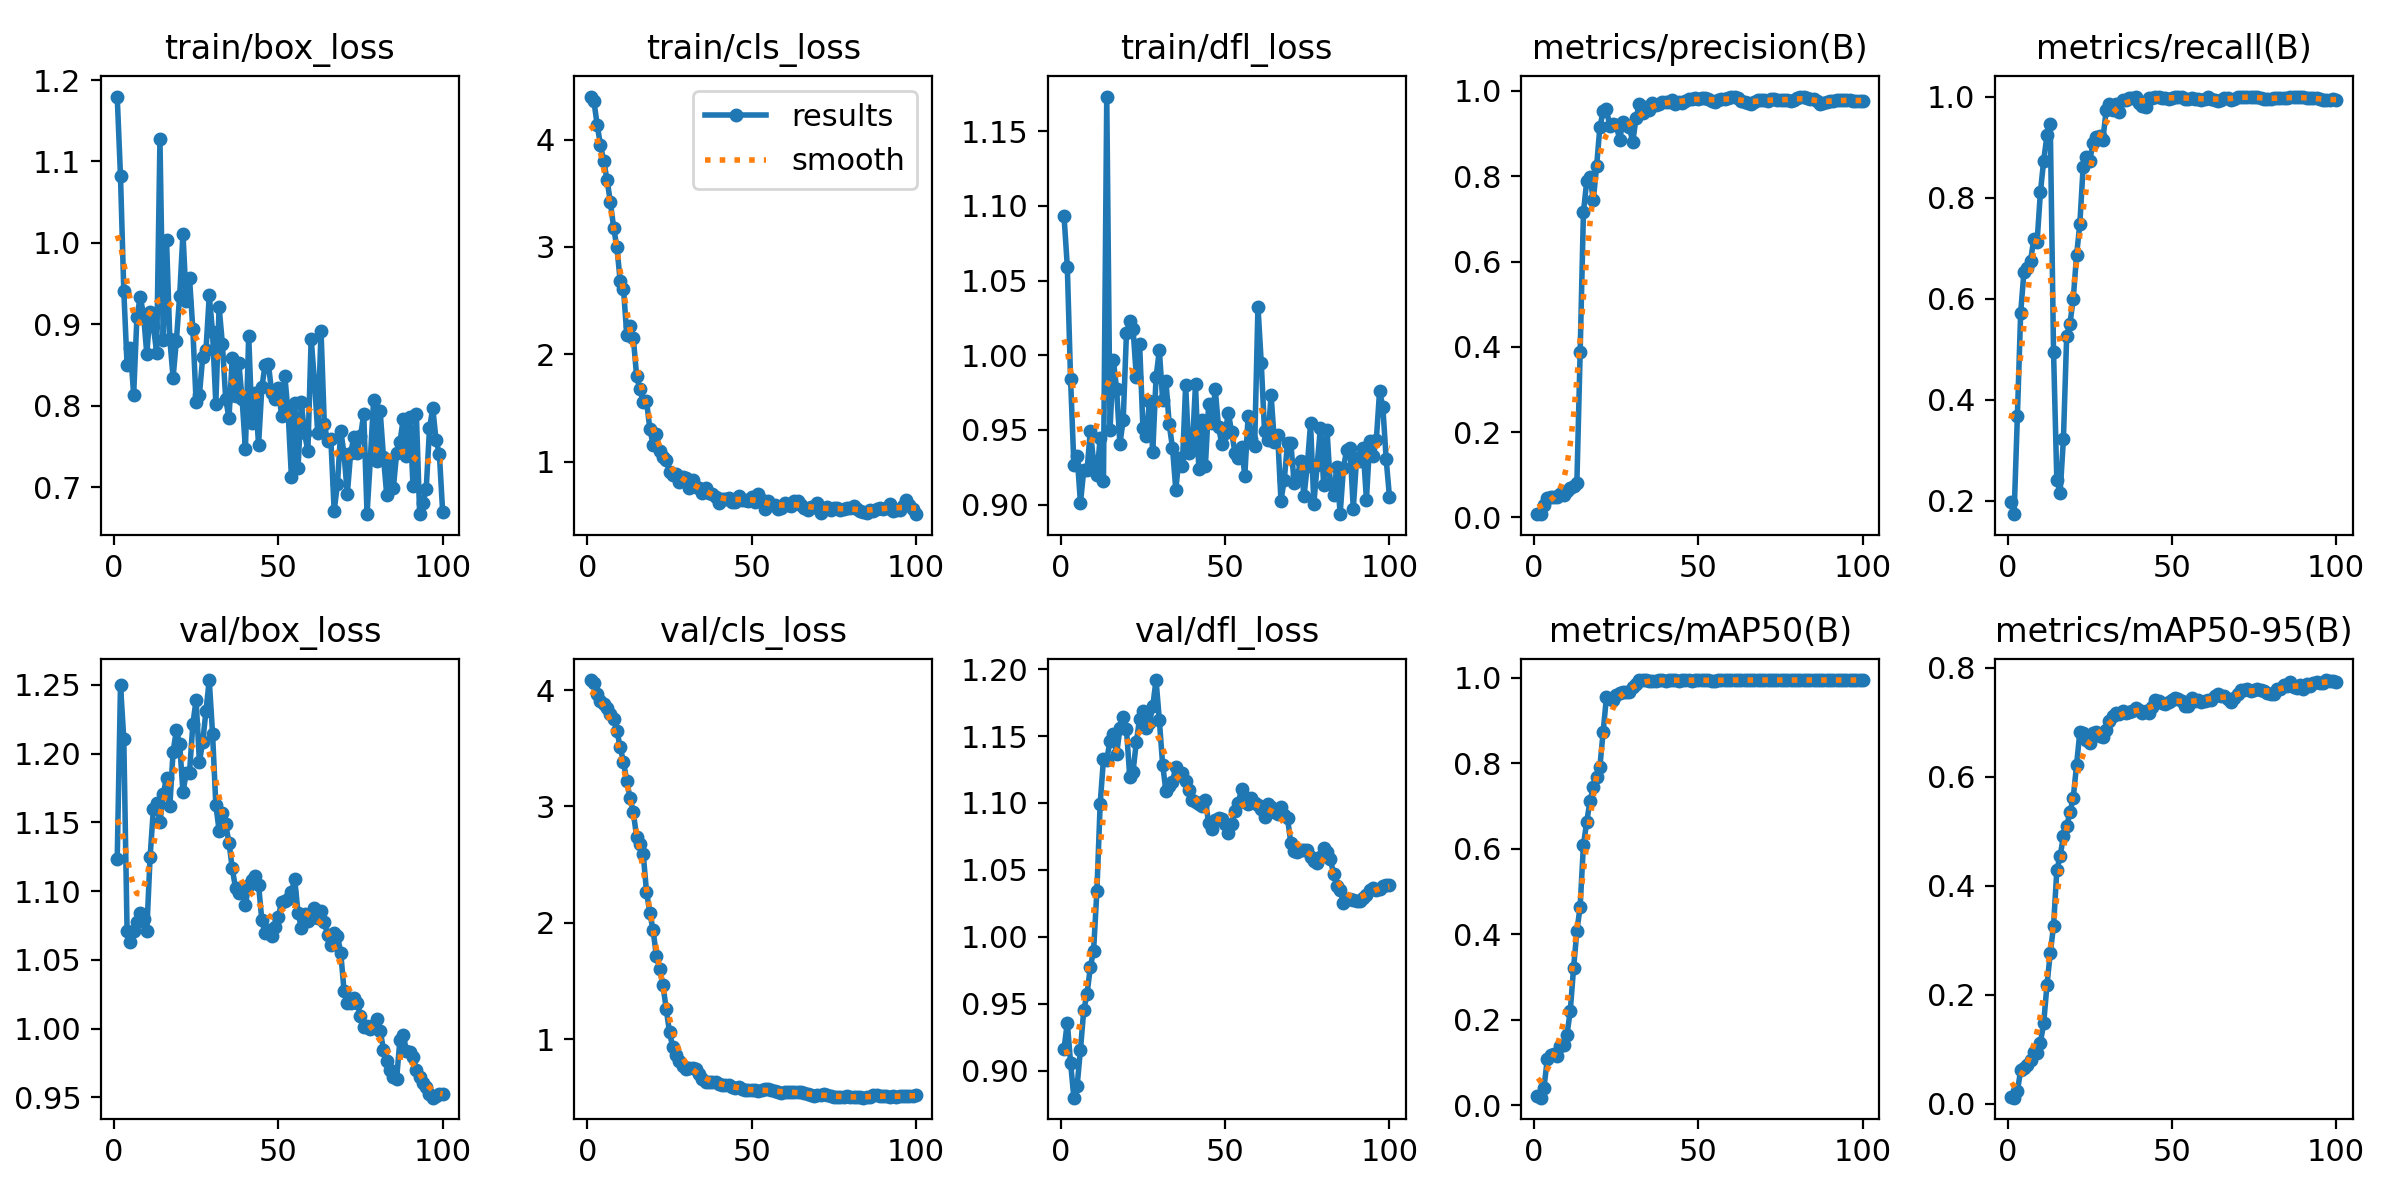 train/box_loss
1.2
1.1
1.0
0.9
0.8
0.7
0 50 100
train/cls_loss
results
smooth
4
3
2
1
0 50 100
train/dfl_loss
1.15
1.10
1.05
1.00
0.95
0.90
0 50 100
metrics/precision(B)
1.0
0.8
0.6
0.4
0.2
0.0
0 50 100
metrics/recall(B)
1.0
0.8
0.6
0.4
0.2
0 50 100
val/box_loss
1.25
1.20
1.15
1.10
1.05
1.00
0.95
0 50 100
val/cls_loss
4
3
2
1
0 50 100
val/dfl_loss
1.20
1.15
1.10
1.05
1.00
0.95
0.90
0 50 100
metrics/mAP50(B)
1.0
0.8
0.6
0.4
0.2
0.0
0 50 100
metrics/mAP50-95(B)
0.8
0.6
0.4
0.2
0.0
0 50 100